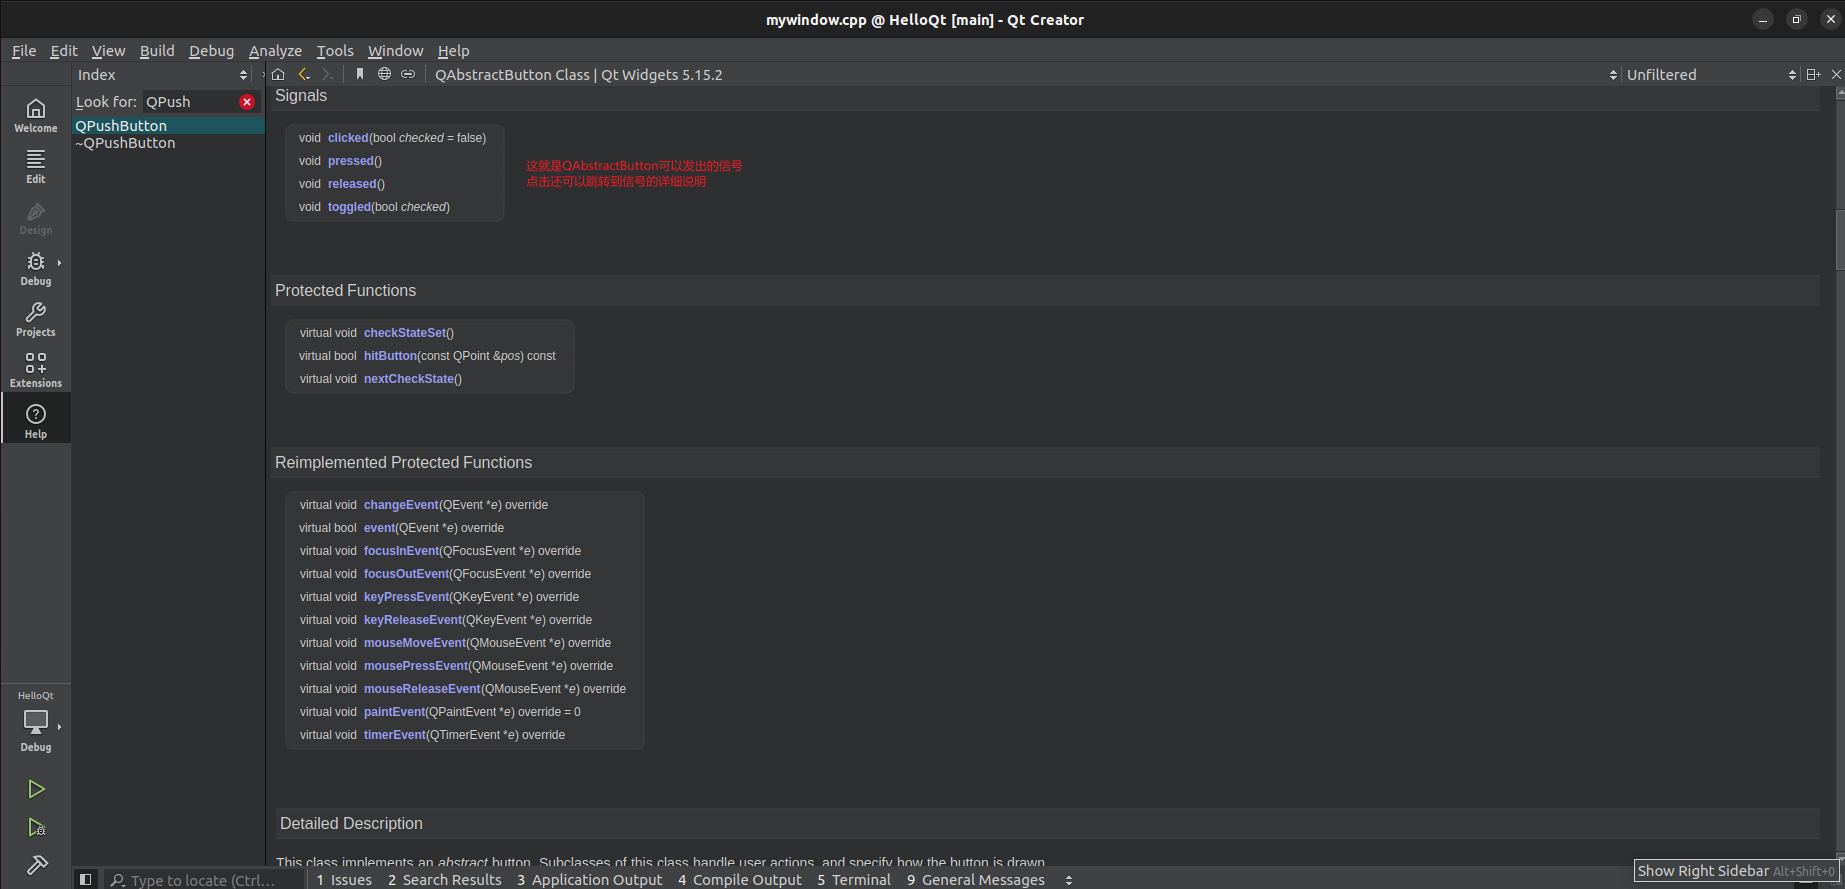 mywindow.cpp @ HelloQt [main] - Qt Creator
File Edit View Build Debug Analyze Tools Window Help
Index
QAbstractButton Class | Qt Widgets 5.15.2
Unfiltered
Look for: QPush
QPushButton
~QPushButton
Welcome
Edit
Design
Debug
Projects
Extensions
Help
HelloQt
Debug
Signals
void clicked(bool checked = false)
void pressed()
void released()
void toggled(bool checked)
这就是QAbstractButton可以发出的信号
点击还可以跳转到信号的详细说明
Protected Functions
virtual void checkStateSet()
virtual bool hitButton(const QPoint &pos) const
virtual void nextCheckState()
Reimplemented Protected Functions
virtual void changeEvent(QEvent *e) override
virtual bool event(QEvent *e) override
virtual void focusInEvent(QFocusEvent *e) override
virtual void focusOutEvent(QFocusEvent *e) override
virtual void keyPressEvent(QKeyEvent *e) override
virtual void keyReleaseEvent(QKeyEvent *e) override
virtual void mouseMoveEvent(QMouseEvent *e) override
virtual void mousePressEvent(QMouseEvent *e) override
virtual void mouseReleaseEvent(QMouseEvent *e) override
virtual void paintEvent(QPaintEvent *e) override = 0
virtual void timerEvent(QTimerEvent *e) override
Detailed Description
This class implements an abstract button. Subclasses of this class handle user actions, and specify how the button is drawn.
Show Right Sidebar Alt+Shift+0
Type to locate (Ctrl...
1 Issues 2 Search Results 3 Application Output 4 Compile Output 5 Terminal 9 General Messages